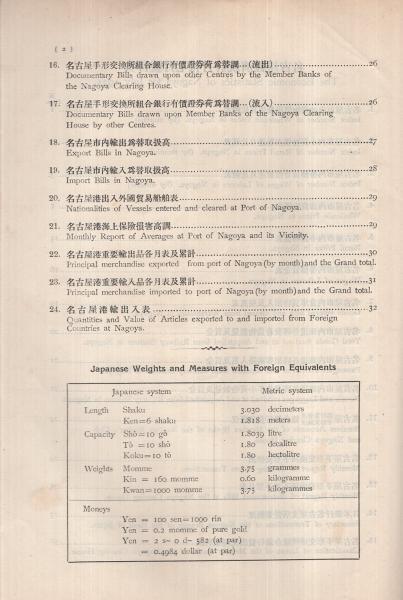 ( 2 )
16. 名古屋手形交換所組合銀行有價證劵荷爲替調…(流出)……26
Documentary Bills drawn upon other Centres by the Member Banks of
the Nagoya Clearing House.
17. 名古屋手形交換所組合銀行有價證劵荷爲替調…(流入)……26
Documentary Bills drawn upon Member Banks of the Nagoya Clearing
House by other Centres.
18. 名古屋市內輸出爲替取扱高……27
Export Bills in Nagoya.
19. 名古屋市內輸入爲替取扱高……28
Import Bills in Nagoya.
20. 名古屋港出入外國貿易船舶表……29
Nationalities of Vessels entered and cleared at Port of Nagoya.
21. 名古屋港海上保險損害高調……29
Monthly Report of Averages at Port of Nagoya and its Vicinity.
22. 名古屋港重要輸出品各月表及累計……30
Principal merchandise exported from port of Nagoya (by month) and the Grand total.
23. 名古屋港重要輸入品各月表及累計……31
Principal merchandise imported to port of Nagoya (by month) and the Grand total.
24. 名古屋港輸出入表……32
Quantities and Value of Articles exported to and imported from Foreign
Countries at Nagoya.
Japanese Weights and Measures with Foreign Equivalents
Japanese system Metric system
Length Shaku 3.030 decimeters
Ken=6 shaku 1.818 meters
Capacity Shō=10 gō 1.8039 litre
Tō =10 shō 1.80 decalitre
Koku=10 tō 1.80 hectolitre
Weights Momme 3.75 grammes
Kin = 160 momme 0.60 kilogramme
Kwan=1000 momme 3.75 kilogrammes
Moneys
Yen = 100 sen=1000 rin
Yen = 0.2 momme of pure gold
Yen = 2 s– 0 d– 582 (at par)
= 0.4984 dollar (at par)